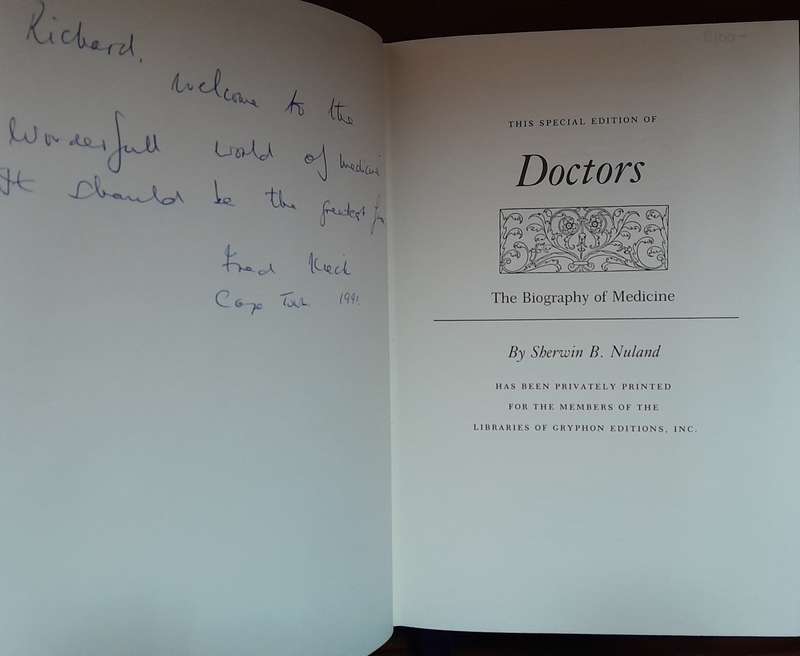 Richard,
welcome to the
Wonderfull world of medicine
It should be the greatest fun
Fred
Cape Town 1991
THIS SPECIAL EDITION OF
Doctors
The Biography of Medicine
By Sherwin B. Nuland
HAS BEEN PRIVATELY PRINTED
FOR THE MEMBERS OF THE
LIBRARIES OF GRYPHON EDITIONS, INC.